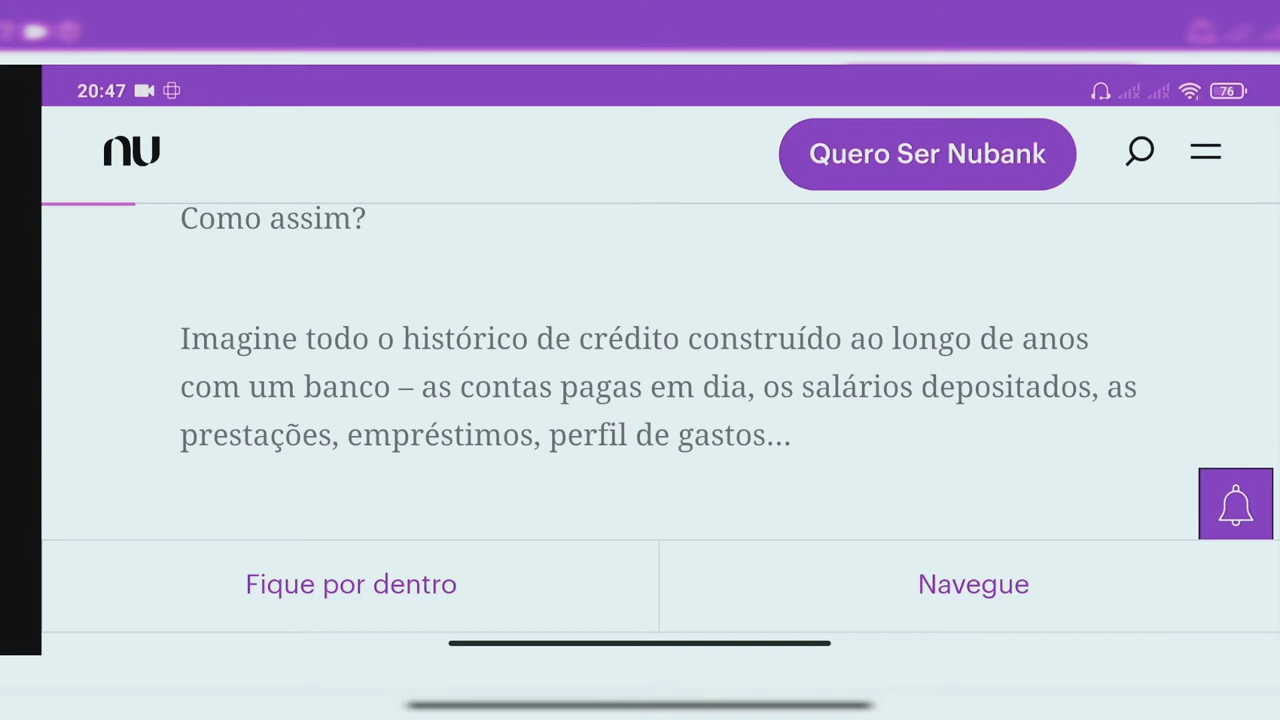 20:47
76
nu
Quero Ser Nubank
Como assim?
Imagine todo o histórico de crédito construído ao longo de anos
com um banco – as contas pagas em dia, os salários depositados, as
prestações, empréstimos, perfil de gastos...
Fique por dentro
Navegue